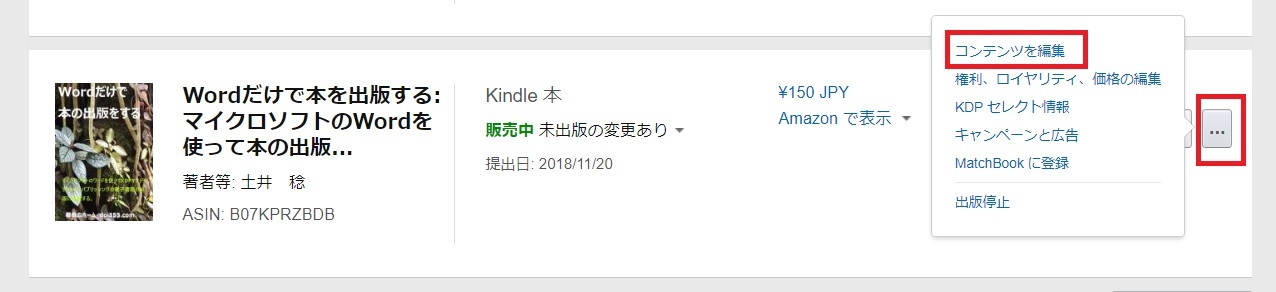 Wordだけで
本の出版をする
Wordだけで本を出版する:
マイクロソフトのWordを
使って本の出版...
著者等: 土井 稔
ASIN: B07KPRZBDB
Kindle 本
販売中 未出版の変更あり
提出日: 2018/11/20
¥150 JPY
Amazon で表示
コンテンツを編集
権利、ロイヤリティ、価格の編集
KDP セレクト情報
キャンペーンと広告
MatchBook に登録
出版停止
...